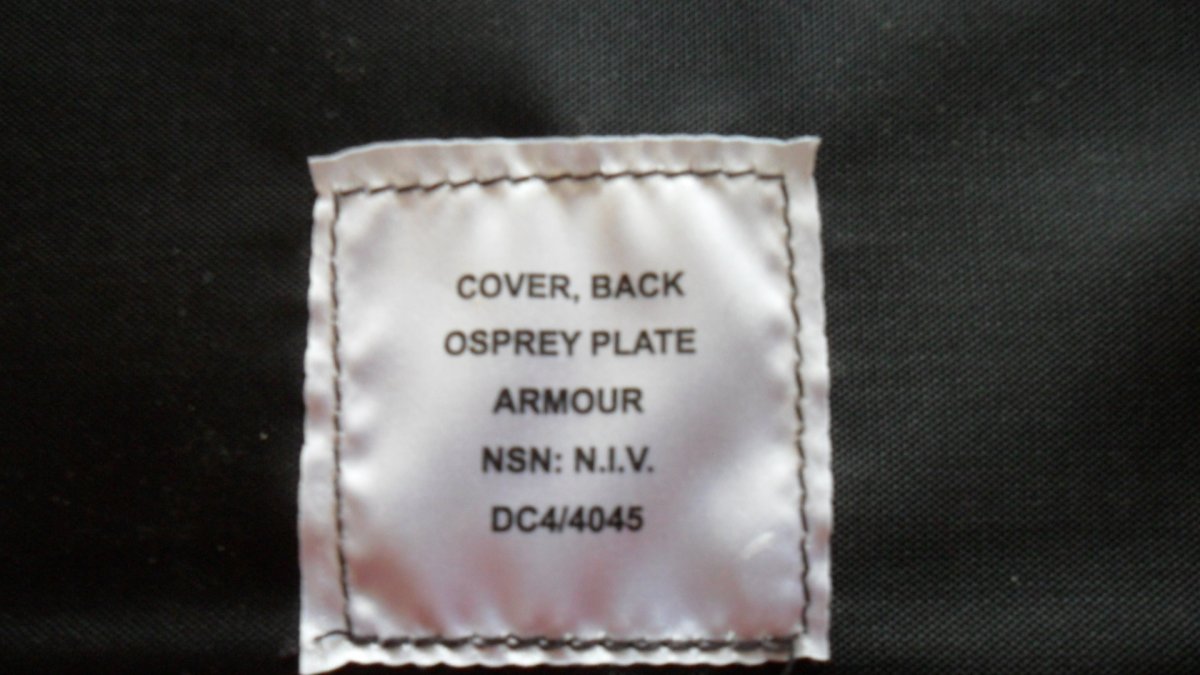 COVER, BACK
OSPREY PLATE
ARMOUR
NSN: N.I.V.
DC4/4045